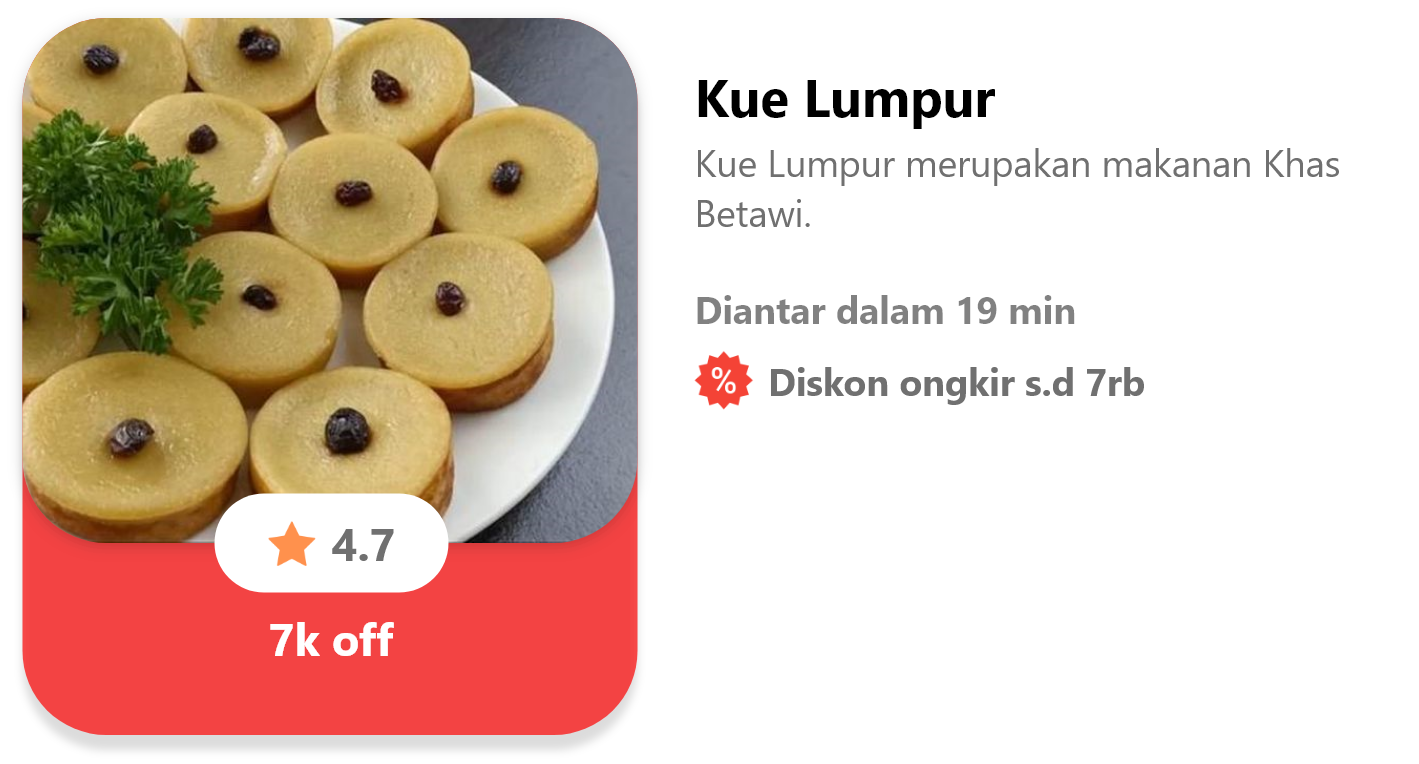 4.7
7k off
Kue Lumpur
Kue Lumpur merupakan makanan Khas
Betawi.
Diantar dalam 19 min
% Diskon ongkir s.d 7rb